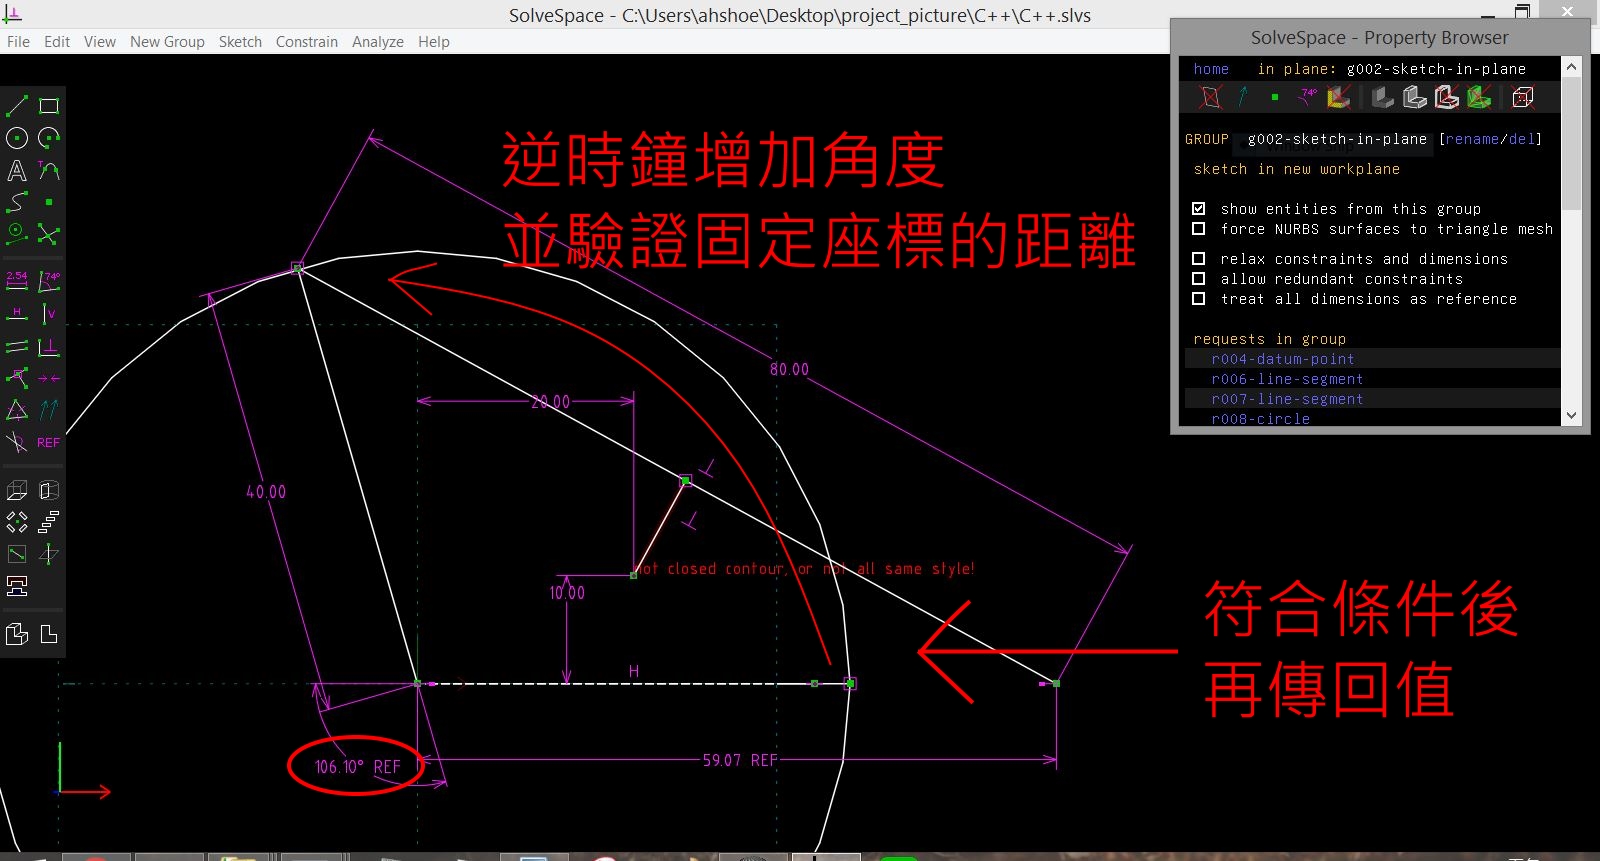 SolveSpace - C:\Users\ahshoe\Desktop\project_picture\C++\C++.slvs
File Edit View New Group Sketch Constrain Analyze Help
SolveSpace - Property Browser
home in plane: g002-sketch-in-plane
74°
GROUP g002-sketch-in-plane [rename/del]
sketch in new workplane
show entities from this group
force NURBS surfaces to triangle mesh
relax constraints and dimensions
allow redundant constraints
treat all dimensions as reference
requests in group
r004-datum-point
r006-line-segment
r007-line-segment
r008-circle
A T
2.54 74°
H V
REF
逆時鐘增加角度
並驗證固定座標的距離
80.00
20.00
40.00
not closed contour, or not all same style!
10.00
H
符合條件後
再傳回值
59.07 REF
106.10° REF